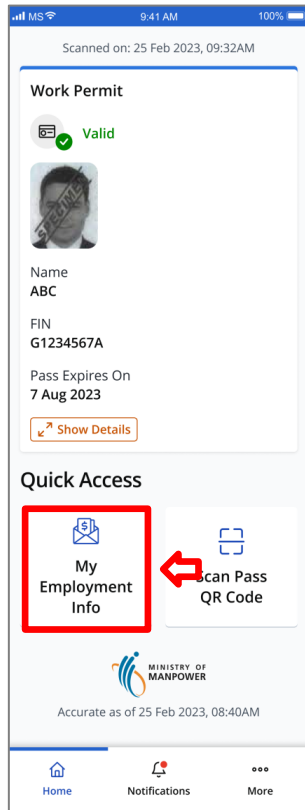 MS 9:41 AM 100%
Scanned on: 25 Feb 2023, 09:32AM
Work Permit
Valid
SPECIMEN
Name
ABC
FIN
G1234567A
Pass Expires On
7 Aug 2023
Show Details
Quick Access
My
Employment
Info
Scan Pass
QR Code
MINISTRY OF
MANPOWER
Accurate as of 25 Feb 2023, 08:40AM
Home Notifications More